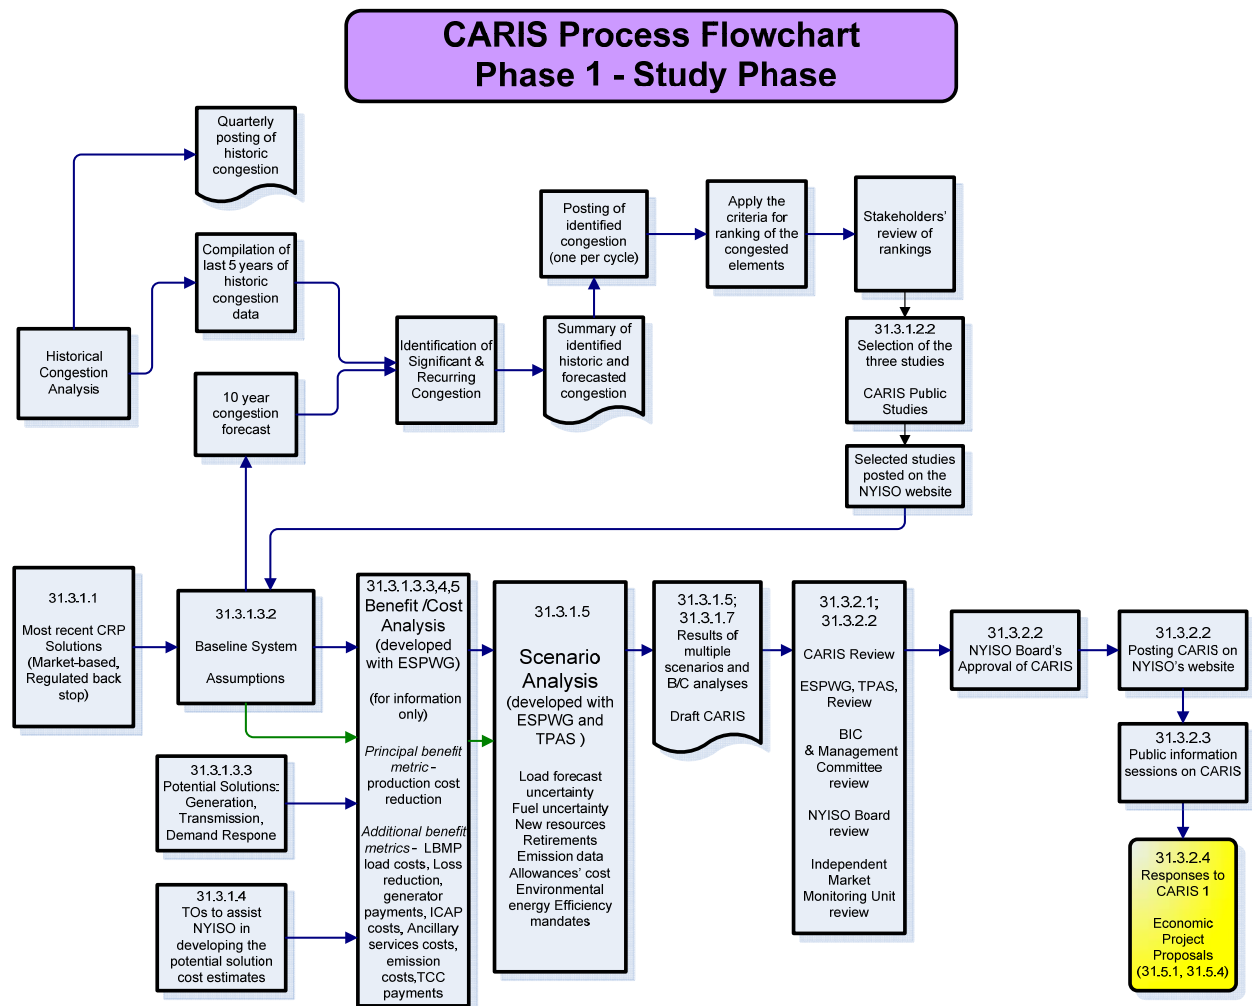 CARIS Process Flowchart
Phase 1 - Study Phase
Quarterly
posting of
historic
congestion
Compilation of
last 5 years of
historic
congestion
data
Historical
Congestion
Analysis
10 year
congestion
forecast
Identification of
Significant &
Recurring
Congestion
Summary of
identified
historic and
forecasted
congestion
Posting of
identified
congestion
(one per cycle)
Apply the
criteria for
ranking of the
congested
elements
Stakeholders'
review of
rankings
31.3.1.2.2
Selection of the
three studies
CARIS Public
Studies
Selected studies
posted on the
NYISO website
31.3.1.1
Most recent CRP
Solutions
(Market-based,
Regulated back
stop)
31.3.1.3.2
Baseline System
Assumptions
31.3.1.3.3
Potential Solutions:
Generation,
Transmission,
Demand Respone
31.3.1.4
TOs to assist
NYISO in
developing the
potential solution
cost estimates
31.3.1.3.3,4,5
Benefit /Cost
Analysis
(developed
with ESPWG)
(for information
only)
Principal benefit
metric –
production cost
reduction
Additional benefit
metrics – LBMP
load costs, Loss
reduction,
generator
payments, ICAP
costs, Ancillary
services costs,
emission
costs,TCC
payments
31.3.1.5
Scenario
Analysis
(developed with
ESPWG and
TPAS )
Load forecast
uncertainty
Fuel uncertainty
New resources
Retirements
Emission data
Allowances' cost
Environmental
energy Efficiency
mandates
31.3.1.5;
31.3.1.7
Results of
multiple
scenarios and
B/C analyses
Draft CARIS
31.3.2.1;
31.3.2.2
CARIS Review
ESPWG, TPAS,
Review
BIC
& Management
Committee
review
NYISO Board
review
Independent
Market
Monitoring Unit
review
31.3.2.2
NYISO Board's
Approval of CARIS
31.3.2.2
Posting CARIS on
NYISO's website
31.3.2.3
Public information
sessions on CARIS
31.3.2.4
Responses to
CARIS 1
Economic
Project
Proposals
(31.5.1, 31.5.4)